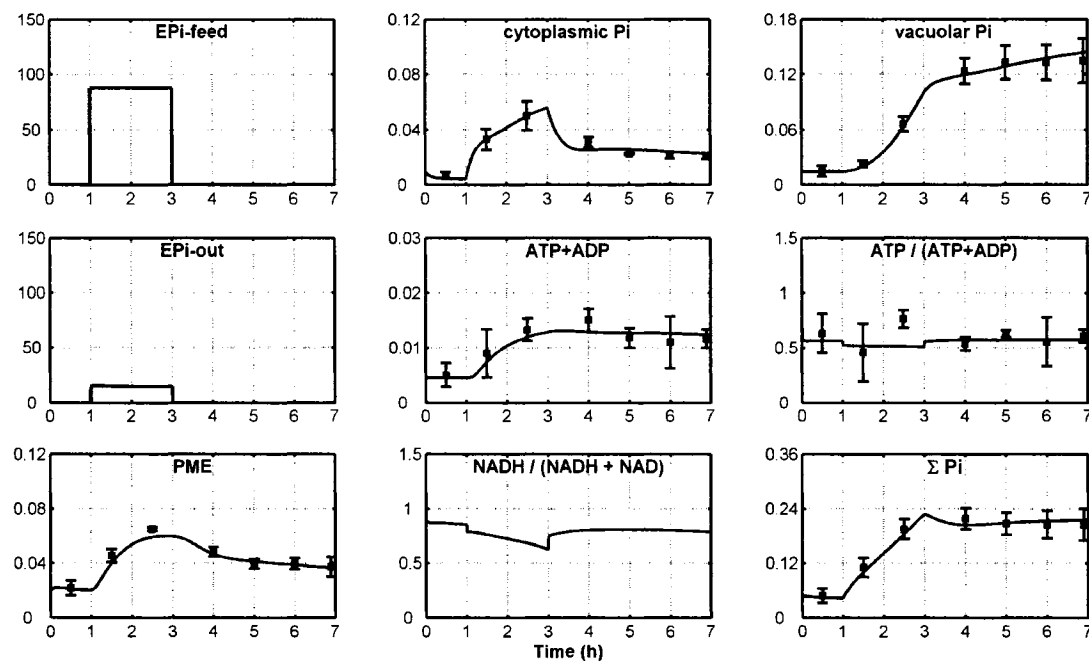 EPi-feed
150
100
50
0
0 1 2 3 4 5 6 7
cytoplasmic Pi
0.12
0.08
0.04
0
0 1 2 3 4 5 6 7
vacuolar Pi
0.18
0.12
0.06
0
0 1 2 3 4 5 6 7
EPi-out
150
100
50
0
0 1 2 3 4 5 6 7
ATP+ADP
0.03
0.02
0.01
0
0 1 2 3 4 5 6 7
ATP / (ATP+ADP)
1.5
1
0.5
0
0 1 2 3 4 5 6 7
PME
0.12
0.08
0.04
0
0 1 2 3 4 5 6 7
NADH / (NADH + NAD)
1.5
1
0.5
0
0 1 2 3 4 5 6 7
Time (h)
Σ Pi
0.36
0.24
0.12
0
0 1 2 3 4 5 6 7